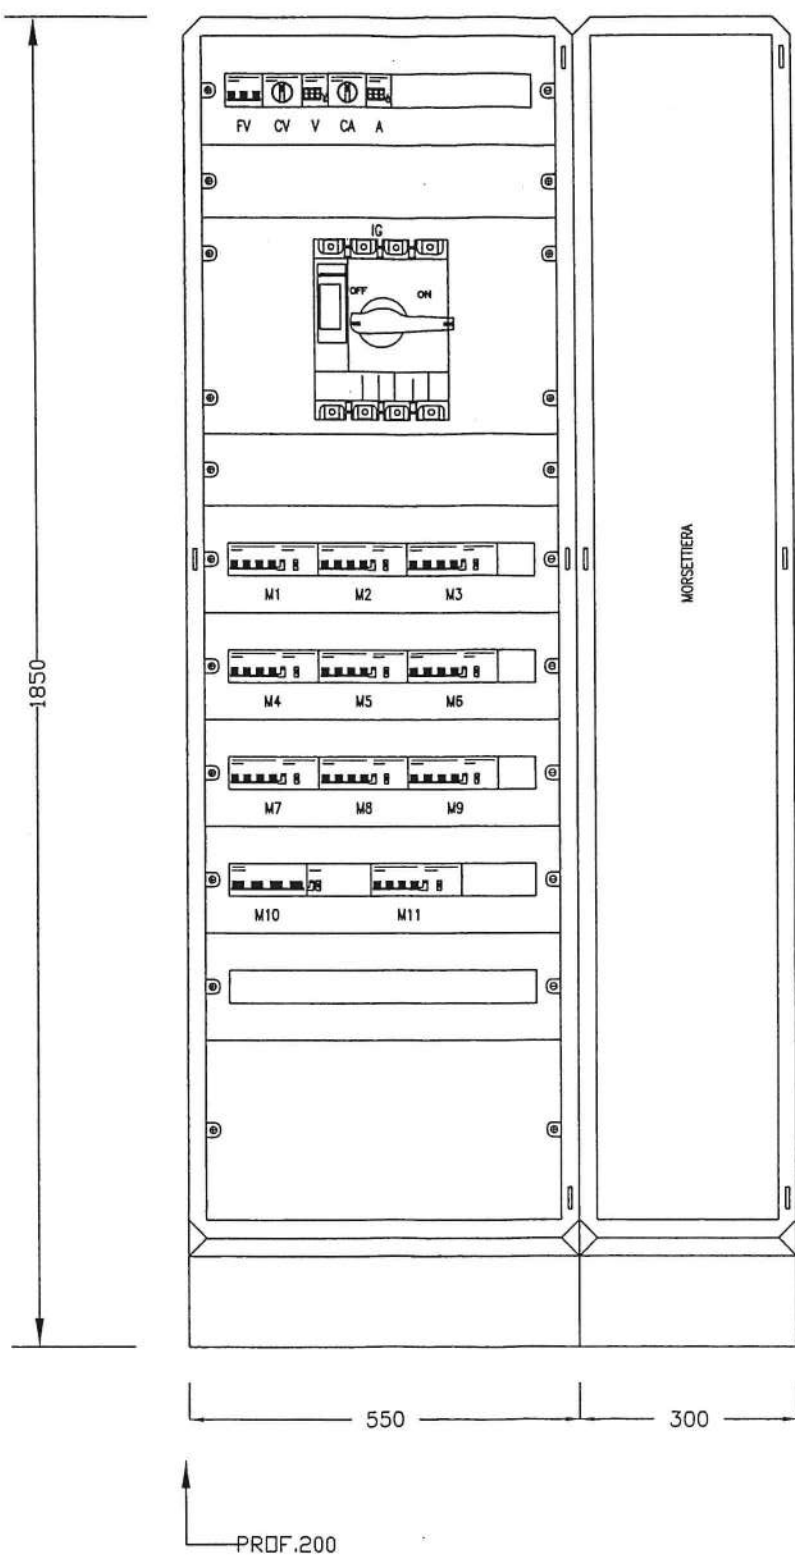 FV CV V CA A
IG
OFF ON
MORSETTIERA
M1 M2 M3
1850
M4 M5 M6
M7 M8 M9
M10 M11
550 300
PROF.200